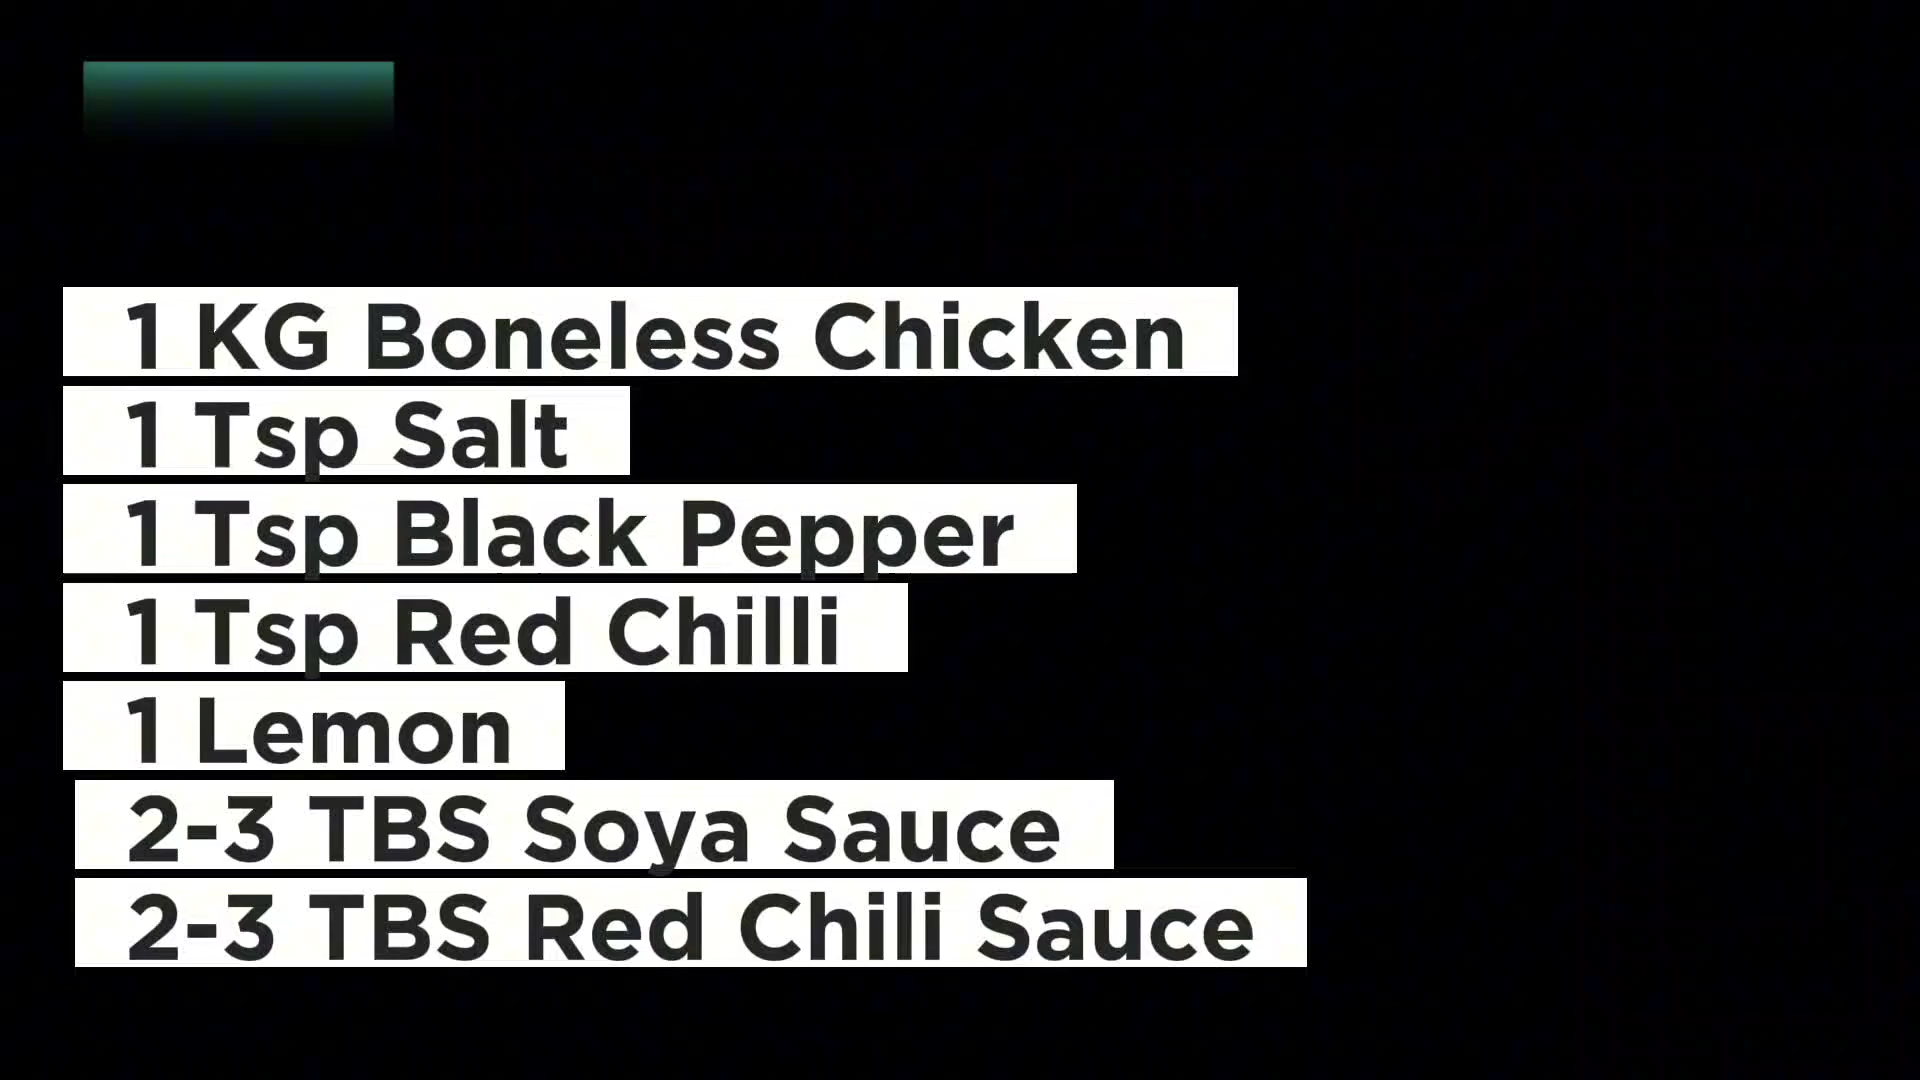 1 KG Boneless Chicken
1 Tsp Salt
1 Tsp Black Pepper
1 Tsp Red Chilli
1 Lemon
2-3 TBS Soya Sauce
2-3 TBS Red Chili Sauce